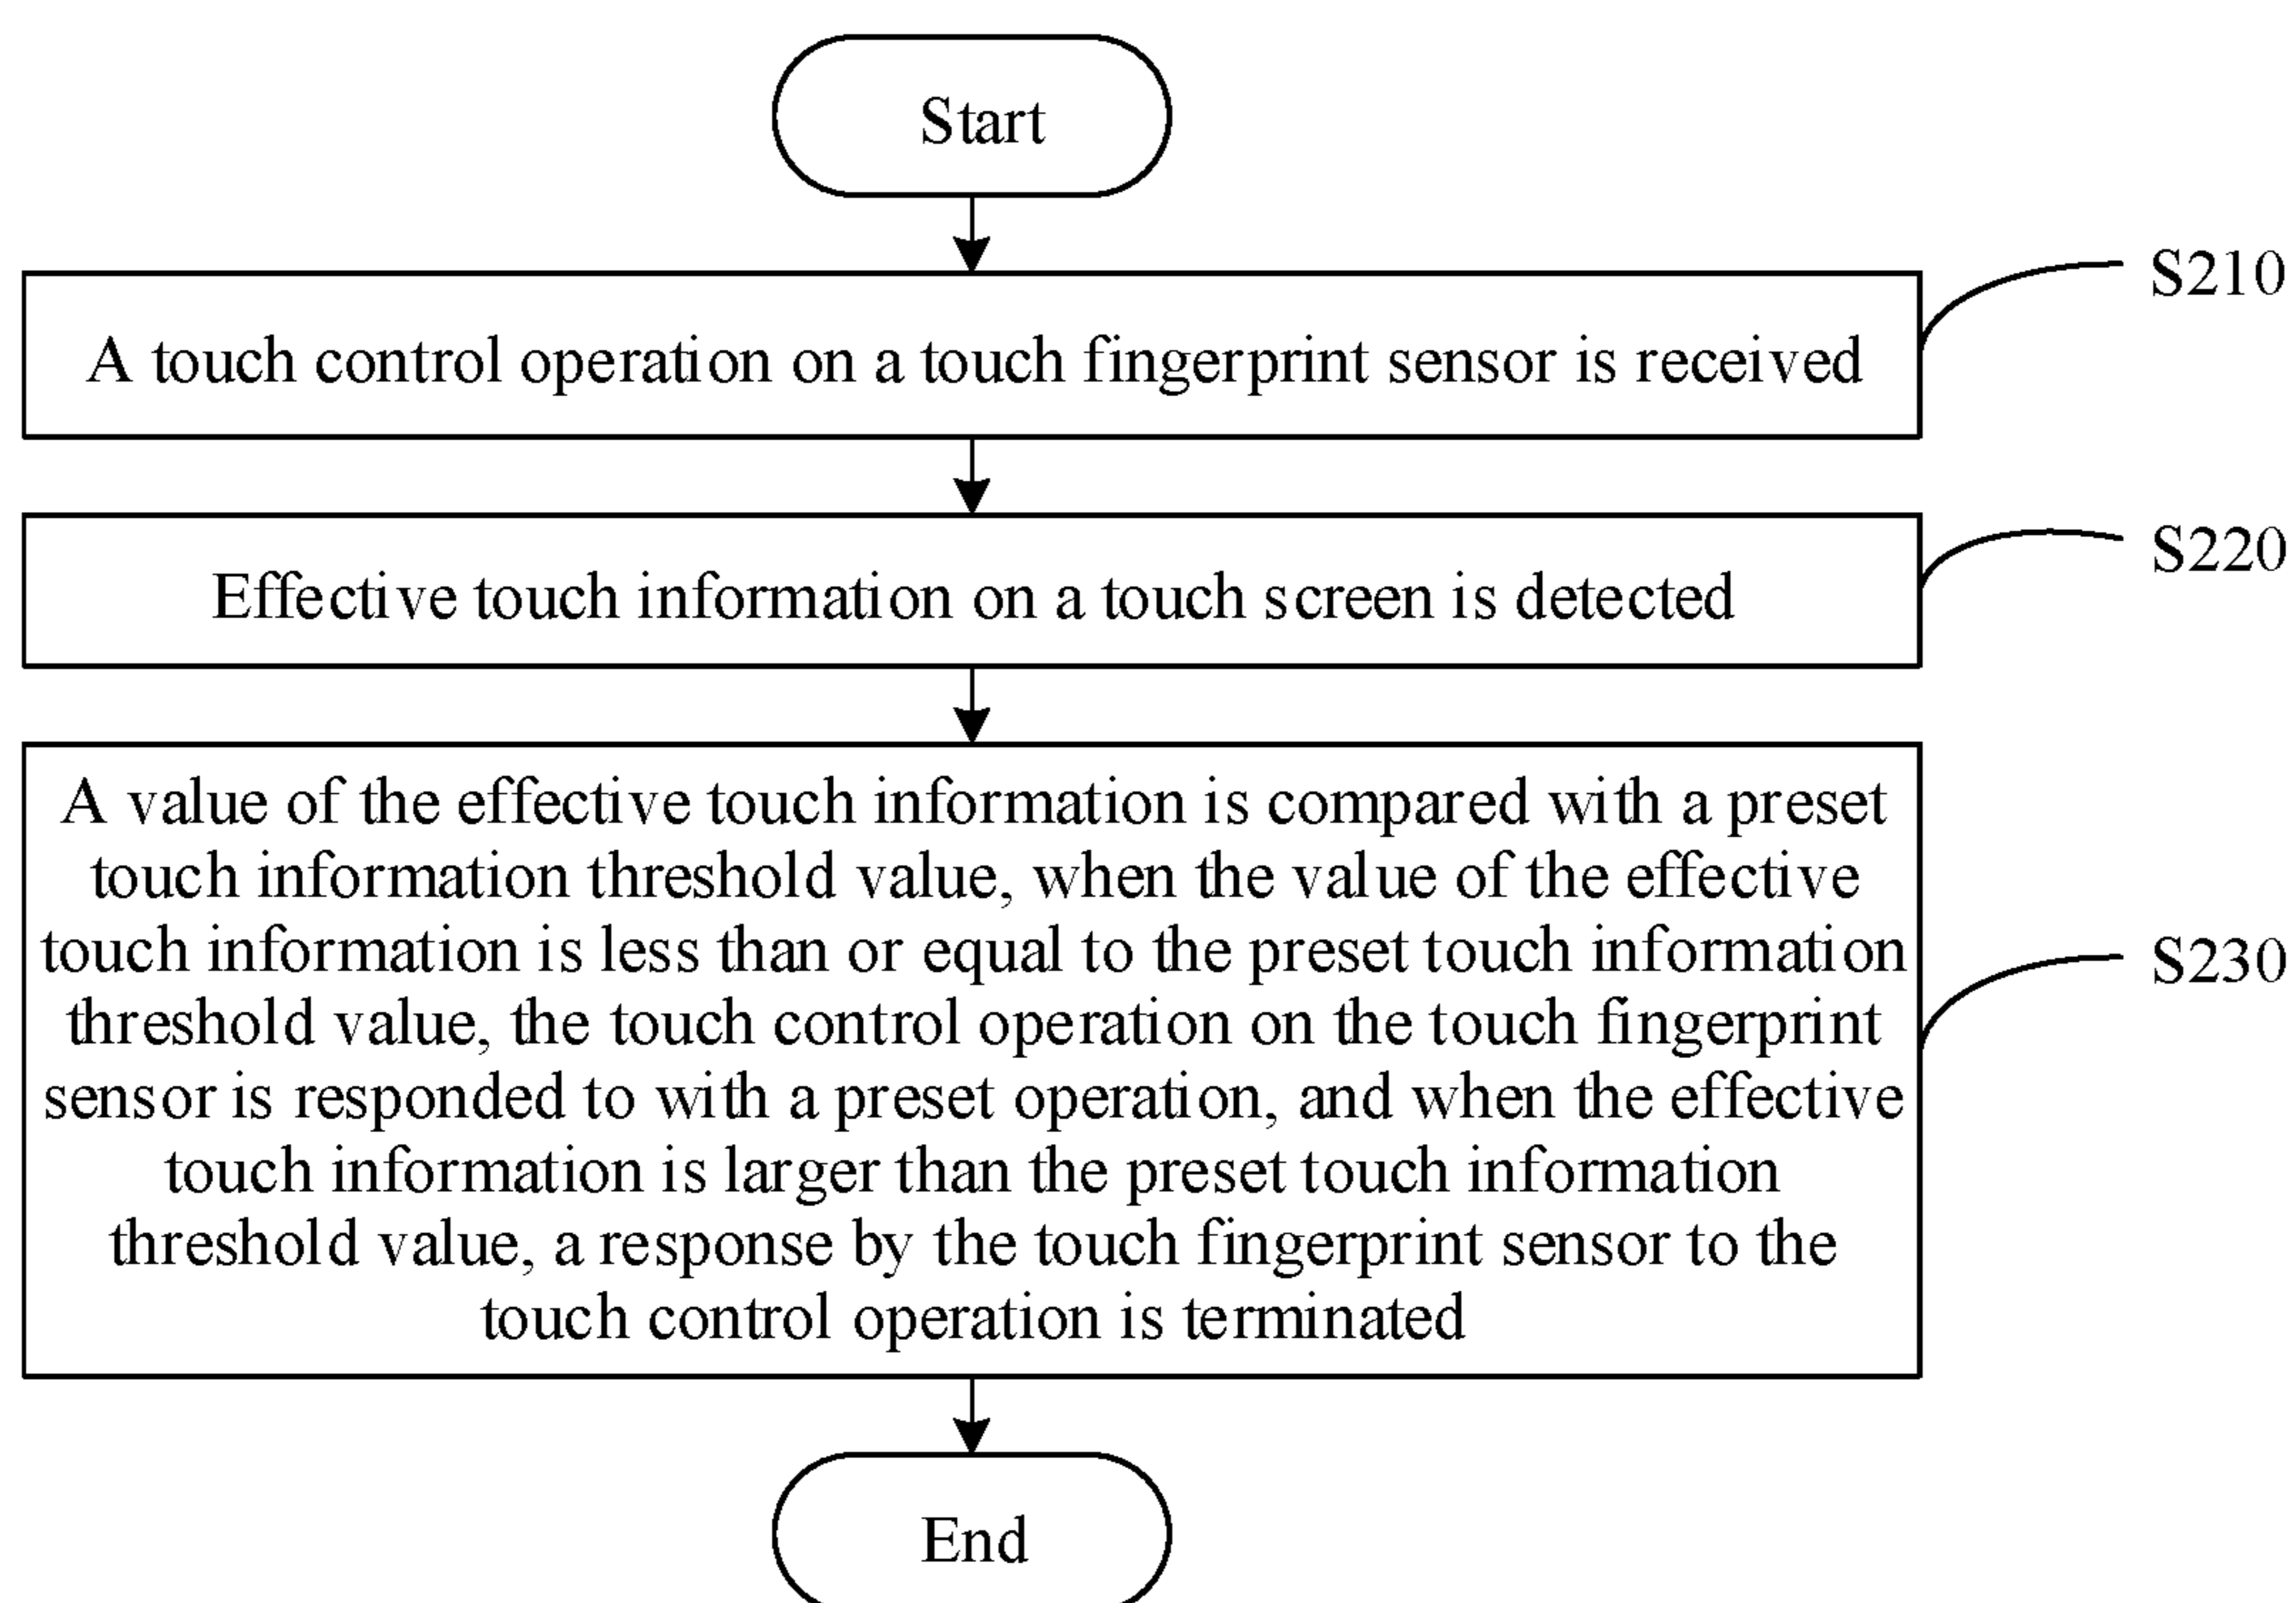 Start
A touch control operation on a touch fingerprint sensor is received
S210
Effective touch information on a touch screen is detected
S220
A value of the effective touch information is compared with a preset
touch information threshold value, when the value of the effective
touch information is less than or equal to the preset touch information
threshold value, the touch control operation on the touch fingerprint
sensor is responded to with a preset operation, and when the effective
touch information is larger than the preset touch information
threshold value, a response by the touch fingerprint sensor to the
touch control operation is terminated
S230
End